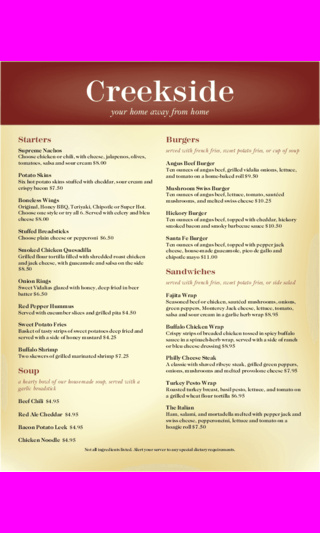 Creekside
your home away from home
Starters
Supreme Nachos
Choose chicken or chili, with cheese, jalapenos, olives,
tomatoes, salsa and sour cream $8.00
Potato Skins
Six hot potato skins stuffed with cheddar, sour cream and
crispy bacon $7.50
Boneless Wings
Original, Honey BBQ, Teriyaki, Chipotle or Super Hot.
Choose one style or try all 6. Served with celery and bleu
cheese $8.00
Stuffed Breadsticks
Choose plain cheese or pepperoni $6.50
Smoked Chicken Quesadilla
Grilled flour tortilla filled with shredded roast chicken
and jack cheese, with guacamole and salsa on the side
$8.50
Onion Rings
Sweet Vidalias glazed with honey, deep-fried in beer
butter $6.50
Red Pepper Hummus
Served with cucumber slices and grilled pita $4.50
Sweet Potato Fries
Basket of tasty strips of sweet potatoes deep fried and
served with a side of honey mustard $4.25
Buffalo Shrimp
Two skewers of grilled marinated shrimp $7.25
Soup
a hearty bowl of our homemade soup, served with a
garlic breadstick
Beef Chili $4.95
Red Ale Cheddar $4.95
Bacon Potato Leek $4.95
Chicken Noodle $4.95
Burgers
served with french fries, sweet potato fries, or cup of soup
Angus Beef Burger
Ten ounces of angus beef, grilled vidalia onions, lettuce,
and tomato on a home-baked roll $9.50
Mushroom Swiss Burger
Ten ounces of angus beef, lettuce, tomato, sautéed
mushrooms, and melted swiss cheese $10.25
Hickory Burger
Ten ounces of angus beef, topped with cheddar, hickory
smoked bacon and smoky barbecue sauce $10.50
Santa Fe Burger
Ten ounces of angus beef, topped with pepper jack
cheese, house-made guacamole, pico de gallo and
chipotle mayo $11.00
Sandwiches
served with french fries, sweet potato fries, or side salad
Fajita Wrap
Seasoned beef or chicken, sautéed mushrooms, onions,
green peppers, Monterey Jack cheese, lettuce, tomato,
salsa and sour cream in a garlic herb wrap $8.95
Buffalo Chicken Wrap
Crispy strips of breaded chicken tossed in spicy buffalo
sauce in a spinach-herb wrap, served with a side of ranch
or bleu cheese dressing $8.95
Philly Cheese Steak
A classic with shaved ribeye steak, grilled green peppers,
onions, mushrooms and melted provolone cheese $7.95
Turkey Pesto Wrap
Roasted turkey breast, basil pesto, lettuce, and tomato on
a grilled wheat flour tortilla $6.95
The Italian
Ham, salami, and mortadella melted with pepper jack and
swiss cheese, pepperoncini, lettuce and tomato on a
hoagie roll $7.50
Not all ingredients listed. Alert your server to any special dietary requirements.